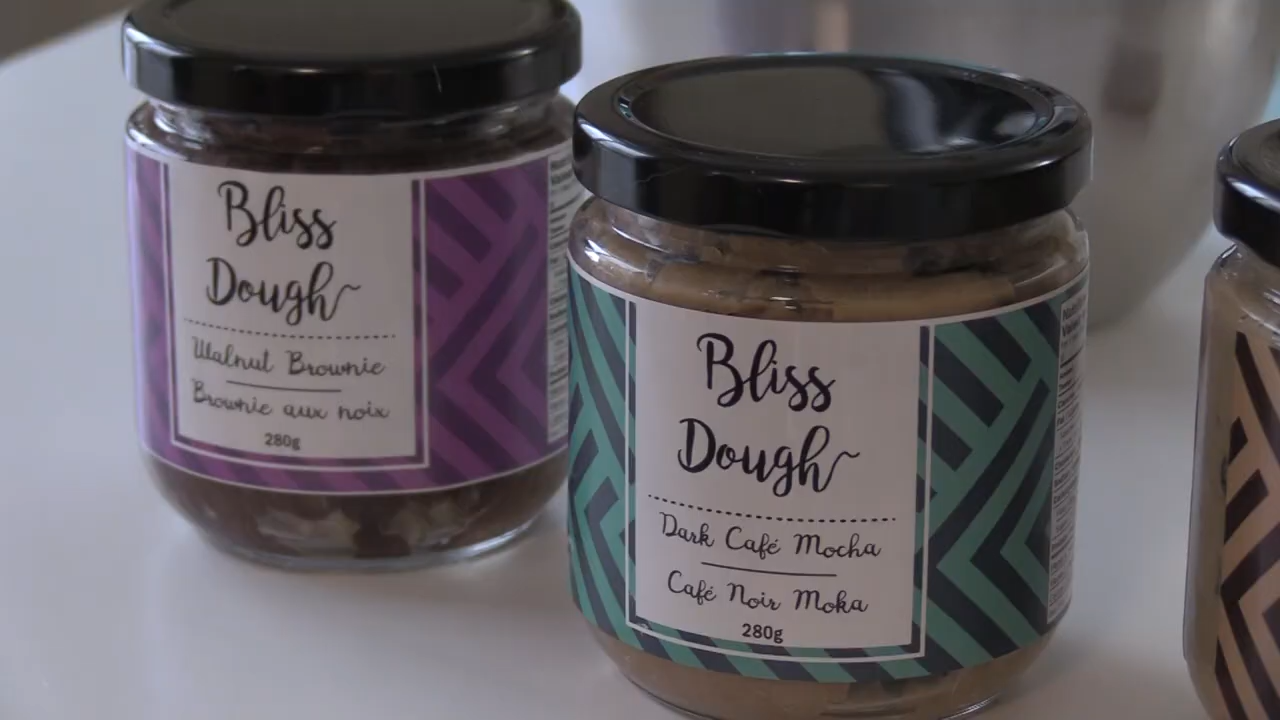 Bliss
Dough
Walnut Brownie
Brownie aux noix
280g
Bliss
Dough
Dark Café Mocha
Café Noir Moka
280g